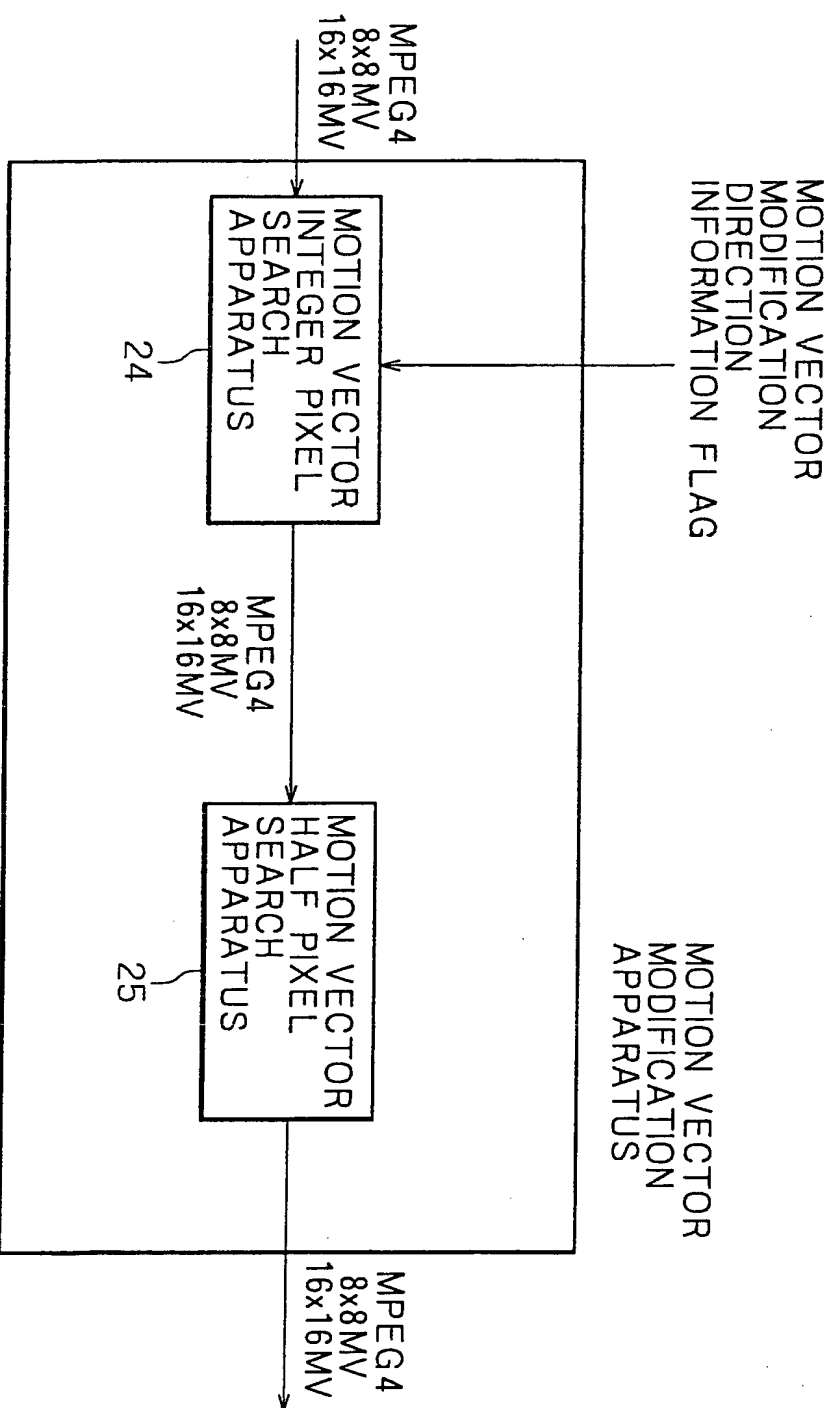 MOTION VECTOR
MODIFICATION
DIRECTION
INFORMATION FLAG
MOTION VECTOR
MODIFICATION
APPARATUS
MPEG4
8x8MV
16x16MV
MOTION VECTOR
INTEGER PIXEL
SEARCH
APPARATUS
24
MPEG4
8x8MV
16x16MV
MOTION VECTOR
HALF PIXEL
SEARCH
APPARATUS
25
MPEG4
8x8MV
16x16MV